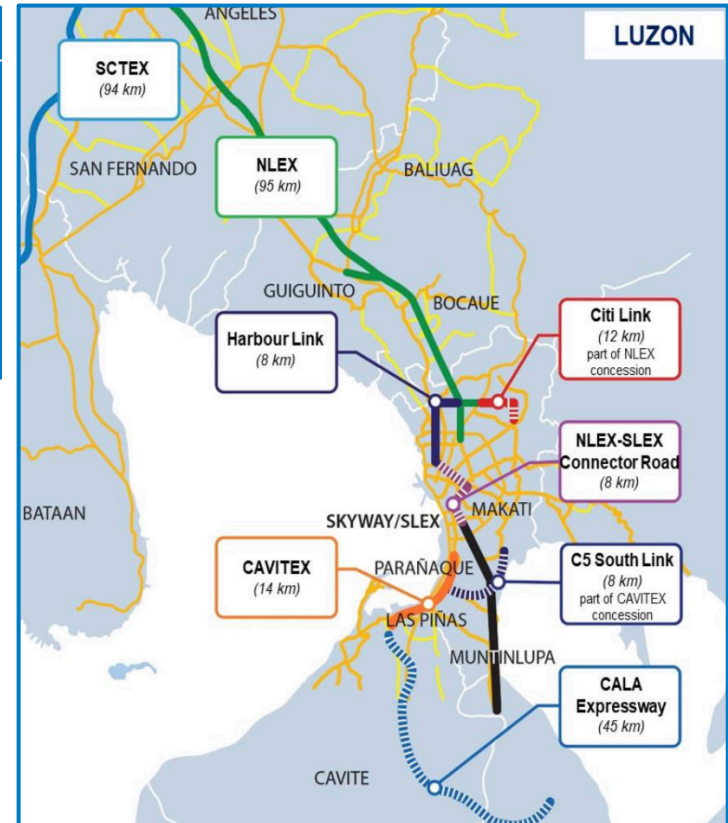 ANGELES
LUZON
SCTEX
(94 km)
SAN FERNANDO
NLEX
(95 km)
BALIUAG
GUIGUINTO
BOCAUE
Harbour Link
(8 km)
Citi Link
(12 km)
part of NLEX
concession
NLEX-SLEX
Connector Road
(8 km)
BATAAN
SKYWAY/SLEX
MAKATI
CAVITEX
(14 km)
PARAÑAQUE
C5 South Link
(8 km)
part of CAVITEX
concession
LAS PIÑAS
MUNTINLUPA
CALA
Expressway
(45 km)
CAVITE